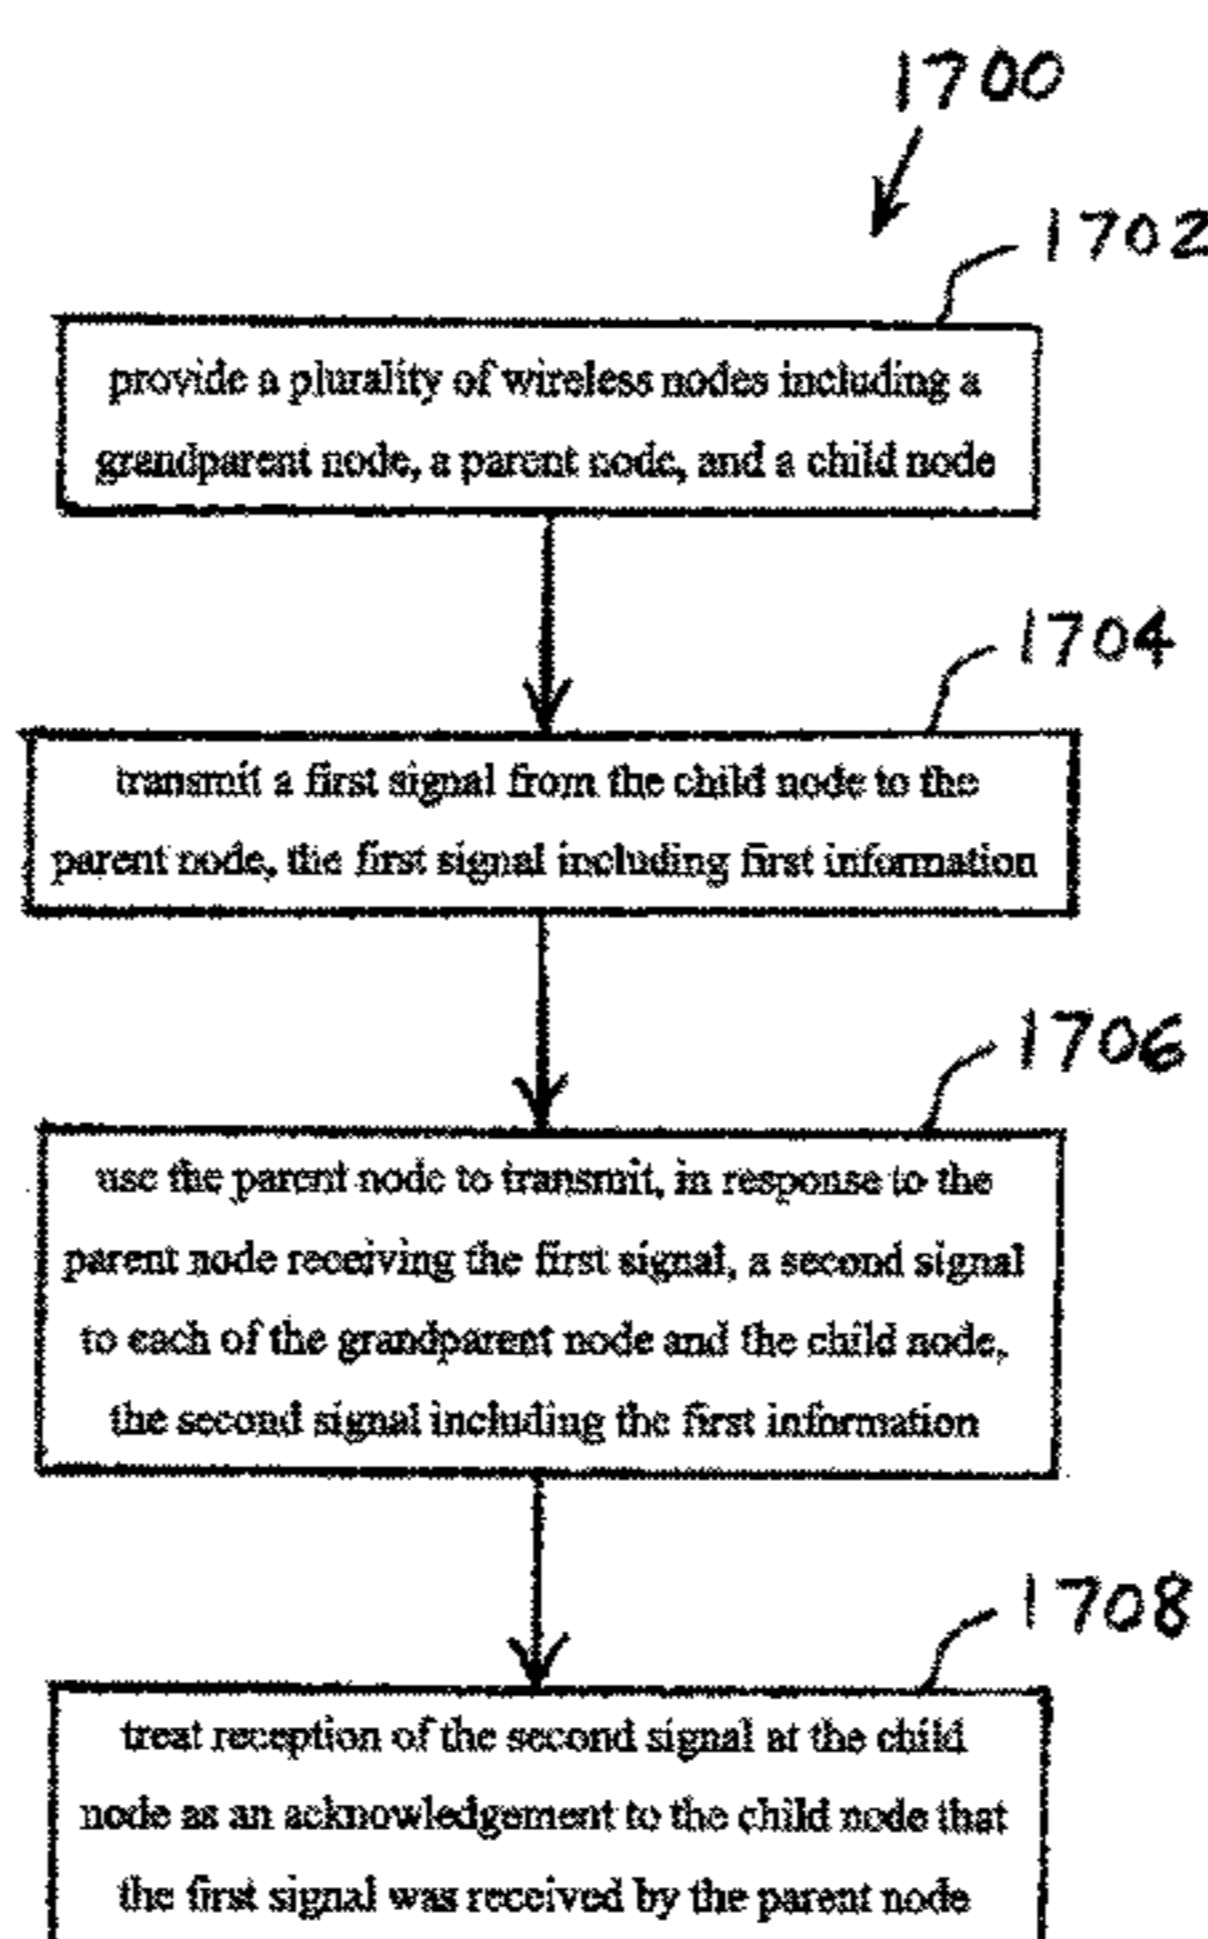 1700
1702
provide a plurality of wireless nodes including a
grandparent node, a parent node, and a child node
1704
transmit a first signal from the child node to the
parent node, the first signal including first information
1706
use the parent node to transmit, in response to the
parent node receiving the first signal, a second signal
to each of the grandparent node and the child node,
the second signal including the first information
1708
treat reception of the second signal at the child
node as an acknowledgement to the child node that
the first signal was received by the parent node